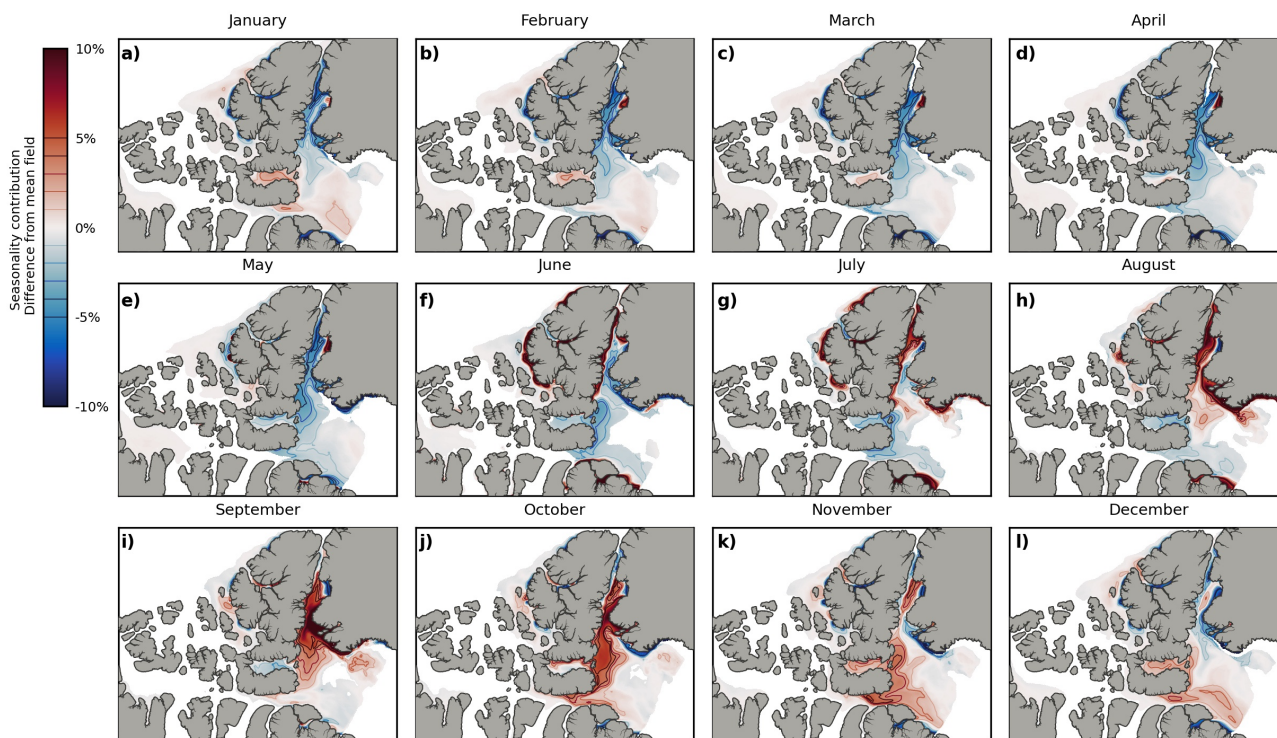 January
February
March
April
a)
b)
c)
d)
10%
5%
0%
-5%
-10%
Seasonality contribution
Difference from mean field
May
June
July
August
e)
f)
g)
h)
September
October
November
December
i)
j)
k)
l)